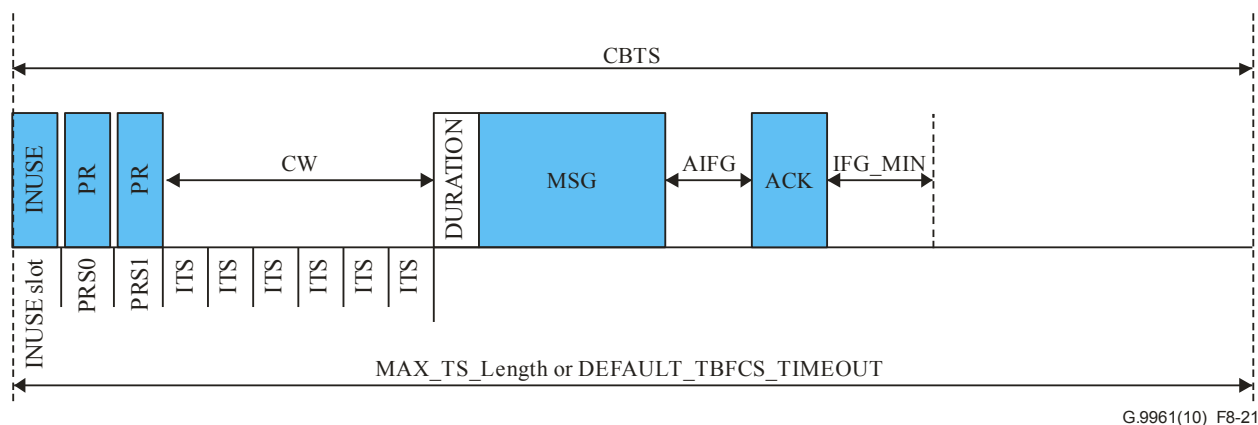 CBTS
INUSE
PR
PR
CW
DURATION
MSG
AIFG
ACK
IFG_MIN
INUSE slot
PRS0
PRS1
ITS
ITS
ITS
ITS
ITS
ITS
MAX_TS_Length or DEFAULT_TBFCS_TIMEOUT
G.9961(10)_F8-21